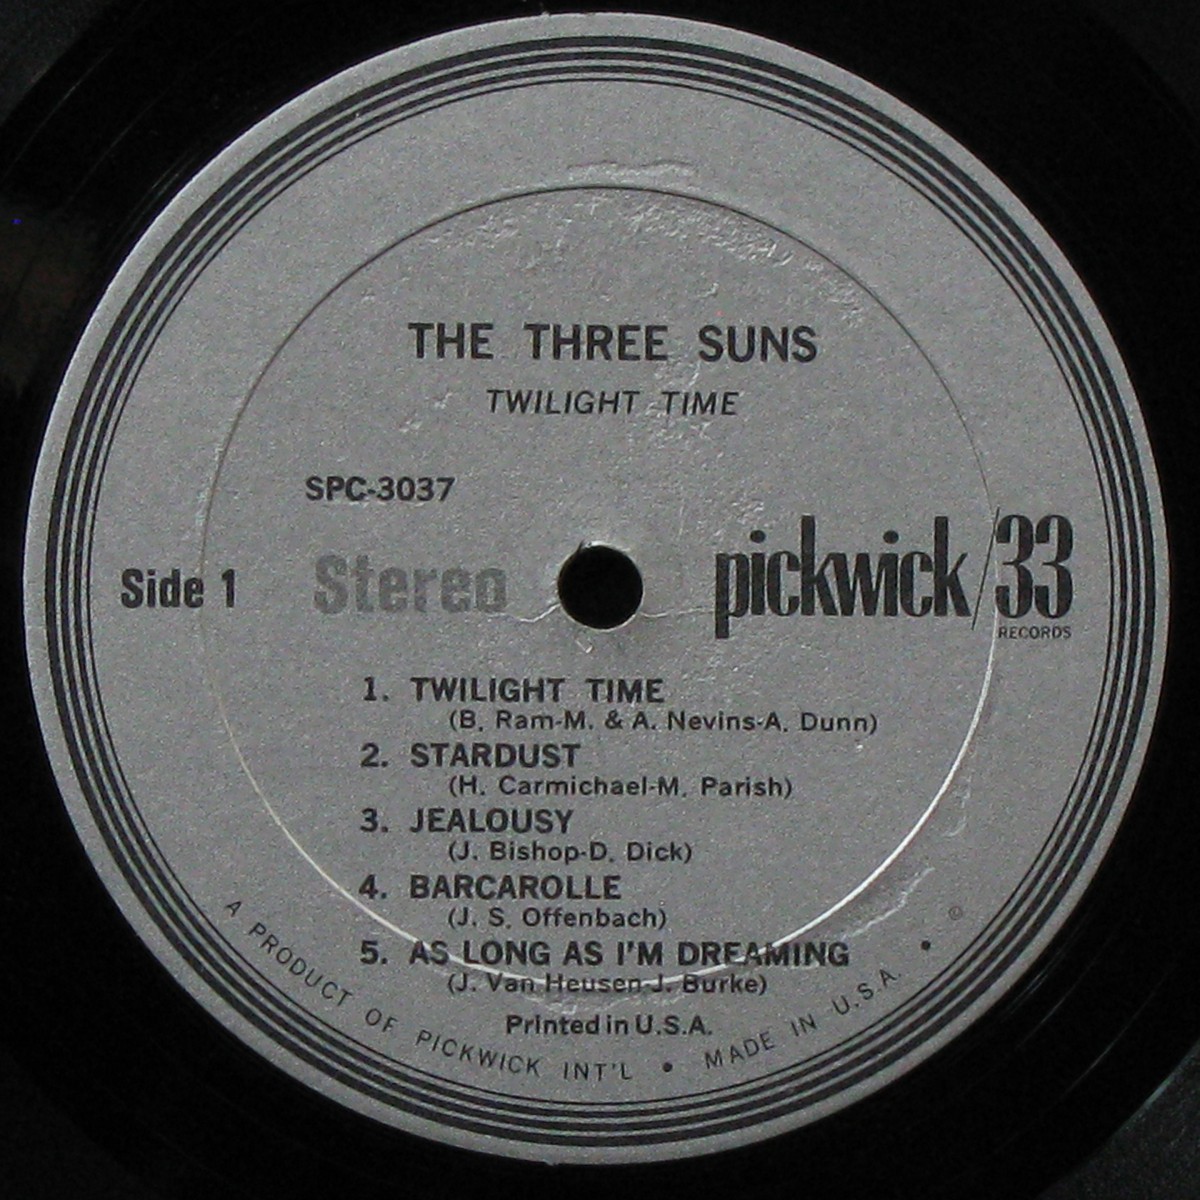 THE THREE SUNS
TWILIGHT TIME
SPC-3037
Side 1 Stereo pickwick/33
RECORDS
1. TWILIGHT TIME
(B. Ram-M. & A. Nevins-A. Dunn)
2. STARDUST
(H. Carmichael-M. Parish)
3. JEALOUSY
(J. Bishop-D. Dick)
4. BARCAROLLE
(J. S. Offenbach)
5. AS LONG AS I'M DREAMING
(J. Van Heusen-J. Burke)
Printed in U.S.A.
A PRODUCT OF PICKWICK INT'L • MADE IN U.S.A. • ©